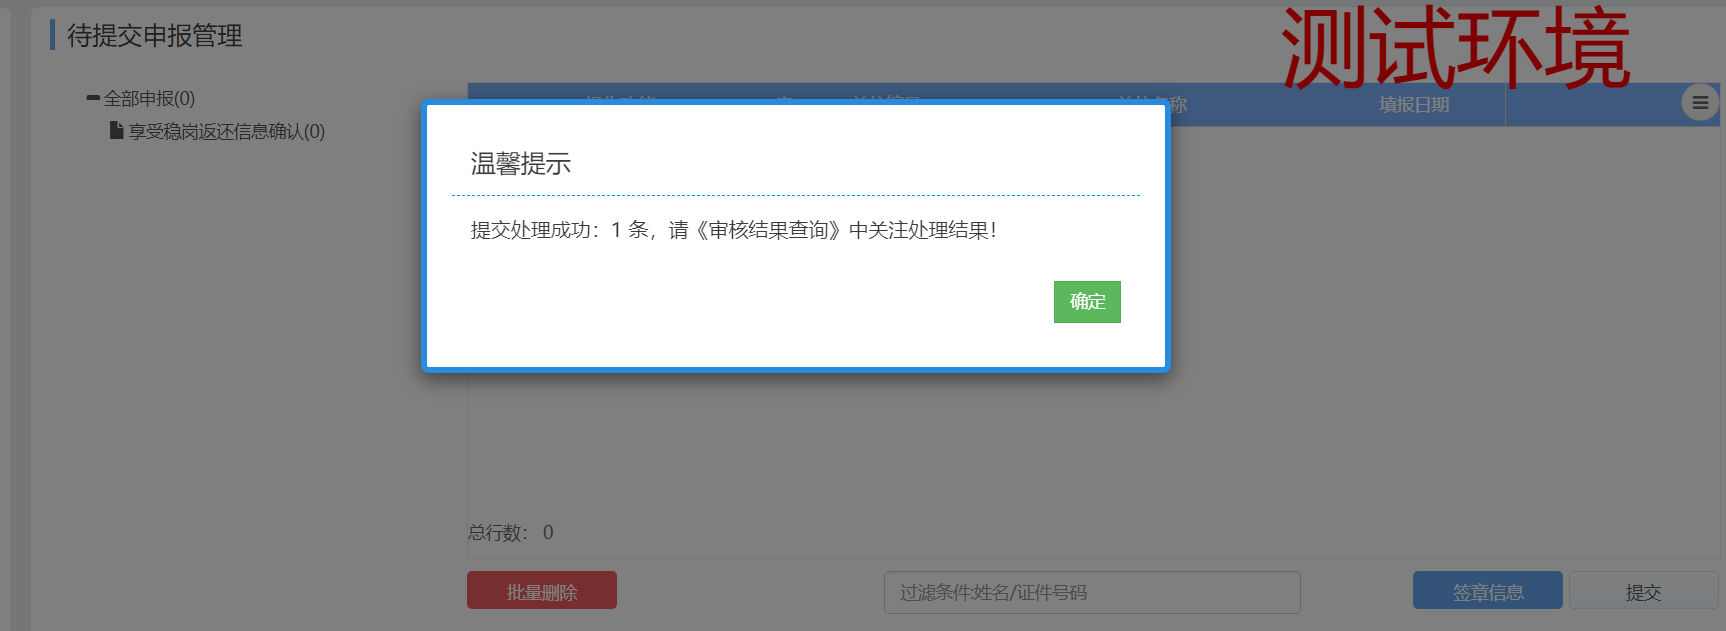 待提交申报管理
测试环境
全部申报(0)
享受稳岗返还信息确认(0)
填报日期
温馨提示
提交处理成功：1 条，请《审核结果查询》中关注处理结果！
确定
总行数： 0
批量删除
过滤条件:姓名/证件号码
签章信息
提交